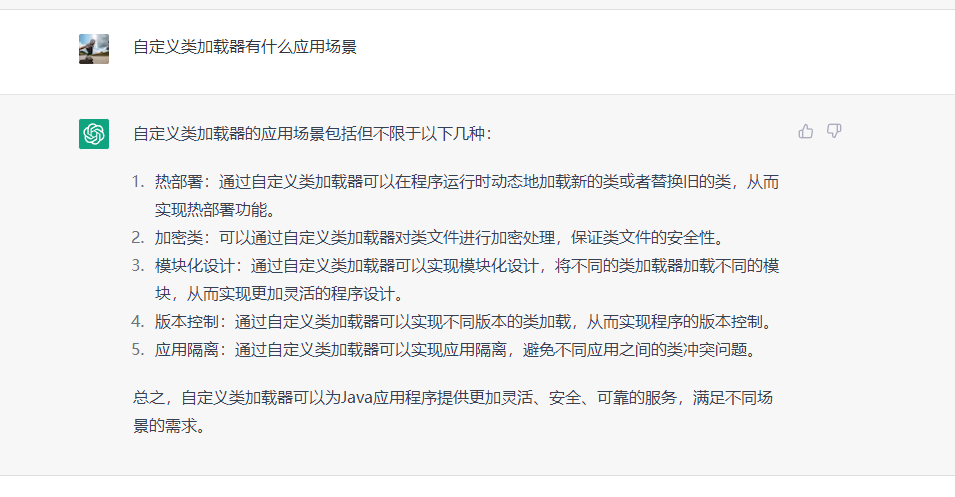 自定义类加载器有什么应用场景
自定义类加载器的应用场景包括但不限于以下几种：
1. 热部署：通过自定义类加载器可以在程序运行时动态地加载新的类或者替换旧的类，从而
实现热部署功能。
2. 加密类：可以通过自定义类加载器对类文件进行加密处理，保证类文件的安全性。
3. 模块化设计：通过自定义类加载器可以实现模块化设计，将不同的类加载器加载不同的模
块，从而实现更加灵活的程序设计。
4. 版本控制：通过自定义类加载器可以实现不同版本的类加载，从而实现程序的版本控制。
5. 应用隔离：通过自定义类加载器可以实现应用隔离，避免不同应用之间的类冲突问题。
总之，自定义类加载器可以为Java应用程序提供更加灵活、安全、可靠的服务，满足不同场
景的需求。